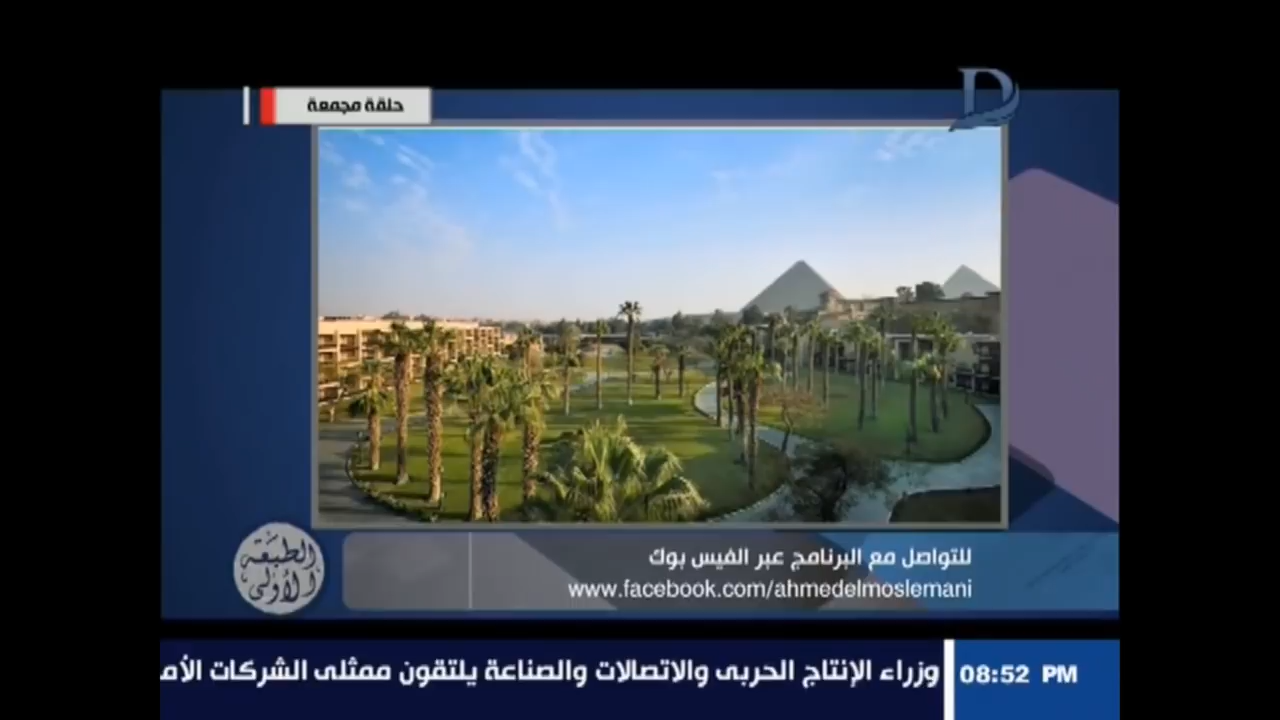 حلقة مجمعة
للتواصل مع البرنامج عبر الفيس بوك
www.facebook.com/ahmedelmoslemani
الطبعة
الأولى
وزراء الإنتاج الحربى والاتصالات والصناعة يلتقون ممثلى الشركات الأم
08:52 PM